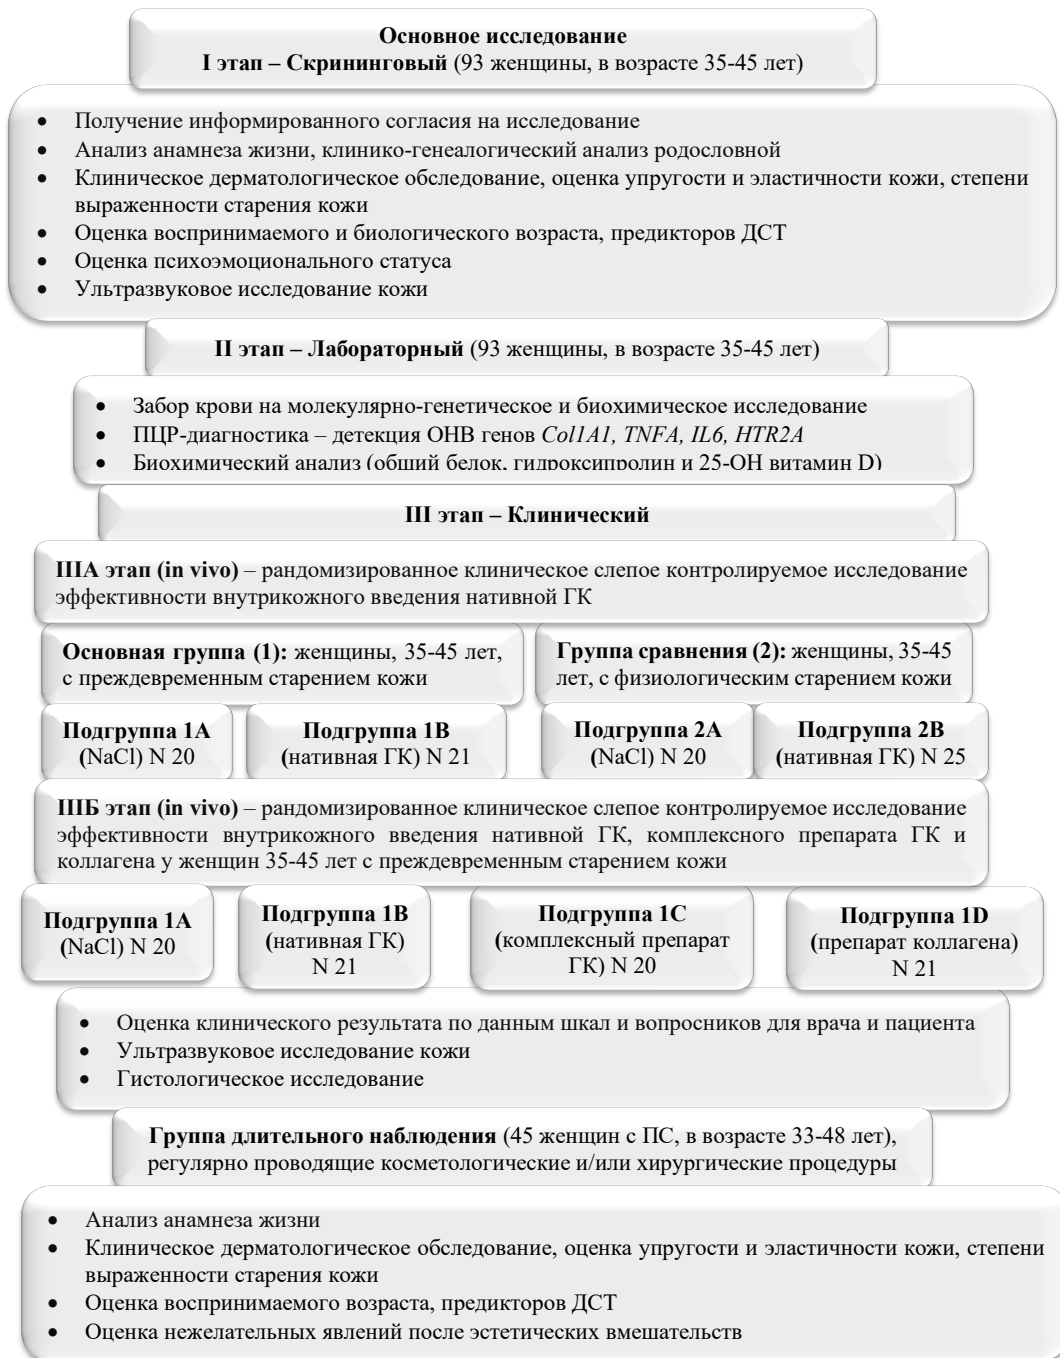 Основное исследование
I этап – Скрининговый (93 женщины, в возрасте 35-45 лет)
• Получение информированного согласия на исследование
• Анализ анамнеза жизни, клинико-генеалогический анализ родословной
• Клиническое дерматологическое обследование, оценка упругости и эластичности кожи, степени
выраженности старения кожи
• Оценка воспринимаемого и биологического возраста, предикторов ДСТ
• Оценка психоэмоционального статуса
• Ультразвуковое исследование кожи
II этап – Лабораторный (93 женщины, в возрасте 35-45 лет)
• Забор крови на молекулярно-генетическое и биохимическое исследование
• ПЦР-диагностика – детекция ОНВ генов Col1A1, TNFA, IL6, HTR2A
• Биохимический анализ (общий белок, гидроксипролин и 25-ОН витамин D)
III этап – Клинический
IIIA этап (in vivo) – рандомизированное клиническое слепое контролируемое исследование
эффективности внутрикожного введения нативной ГК
Основная группа (1): женщины, 35-45 лет,
с преждевременным старением кожи
Группа сравнения (2): женщины, 35-45
лет, с физиологическим старением кожи
Подгруппа 1A
(NaCl) N 20
Подгруппа 1B
(нативная ГК) N 21
Подгруппа 2A
(NaCl) N 20
Подгруппа 2B
(нативная ГК) N 25
IIIБ этап (in vivo) – рандомизированное клиническое слепое контролируемое исследование
эффективности внутрикожного введения нативной ГК, комплексного препарата ГК и
коллагена у женщин 35-45 лет с преждевременным старением кожи
Подгруппа 1A
(NaCl) N 20
Подгруппа 1B
(нативная ГК)
N 21
Подгруппа 1C
(комплексный препарат
ГК) N 20
Подгруппа 1D
(препарат коллагена)
N 21
• Оценка клинического результата по данным шкал и вопросников для врача и пациента
• Ультразвуковое исследование кожи
• Гистологическое исследование
Группа длительного наблюдения (45 женщин с ПС, в возрасте 33-48 лет),
регулярно проводящие косметологические и/или хирургические процедуры
• Анализ анамнеза жизни
• Клиническое дерматологическое обследование, оценка упругости и эластичности кожи, степени
выраженности старения кожи
• Оценка воспринимаемого возраста, предикторов ДСТ
• Оценка нежелательных явлений после эстетических вмешательств